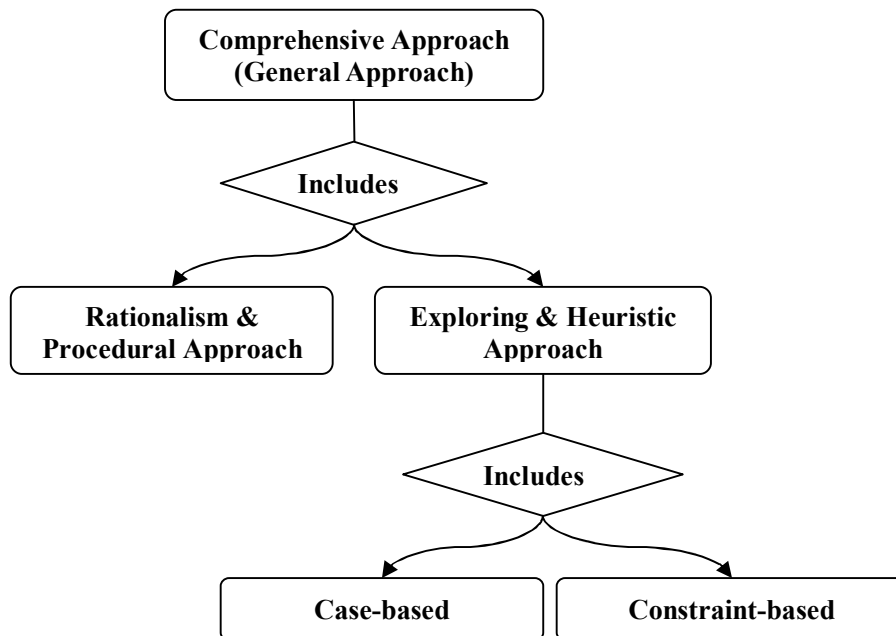 Comprehensive Approach
(General Approach)
Includes
Rationalism &
Procedural Approach
Exploring & Heuristic
Approach
Includes
Case-based
Constraint-based